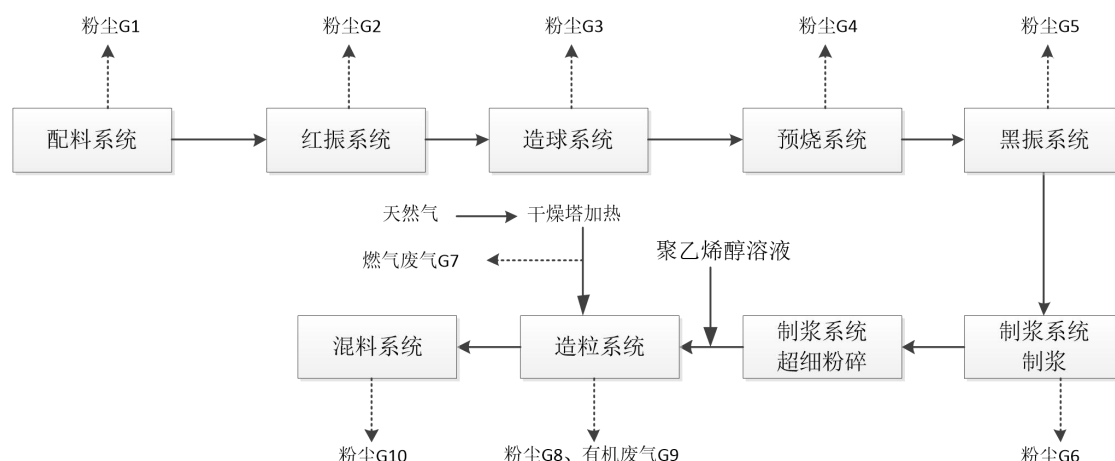 粉尘G1
粉尘G2
粉尘G3
粉尘G4
粉尘G5
配料系统
红振系统
造球系统
预烧系统
黑振系统
天然气
干燥塔加热
燃气废气G7
聚乙烯醇溶液
混料系统
造粒系统
制浆系统
超细粉碎
制浆系统
制浆
粉尘G10
粉尘G8、有机废气G9
粉尘G6